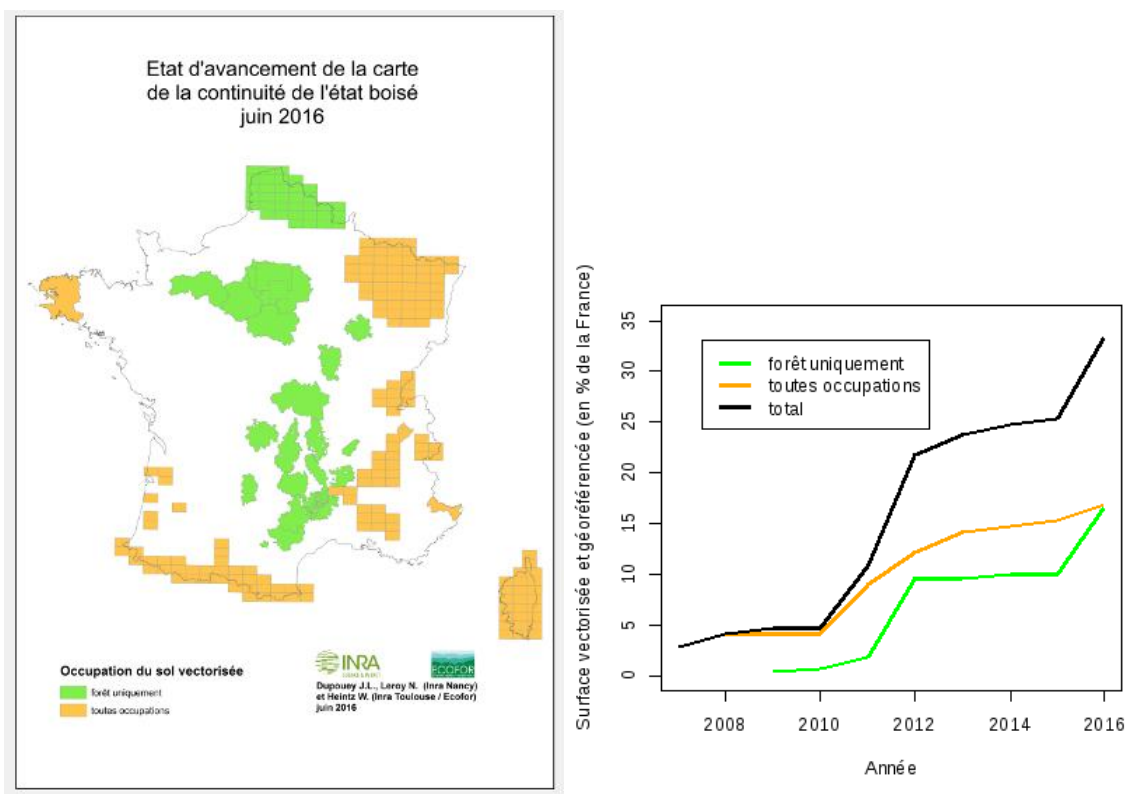 Etat d'avancement de la carte
de la continuité de l'état boisé
juin 2016
Occupation du sol vectorisée
forêt uniquement
toutes occupations
INRA
ECOFOR
Dupouey J.L., Leroy N. (Inra Nancy)
et Heintz W. (Inra Toulouse / Ecofor)
juin 2016
Surface vectorisée et géoréférencée (en % de la France)
35
30
25
20
15
10
5
0
forêt uniquement
toutes occupations
total
2008
2010
2012
2014
2016
Année